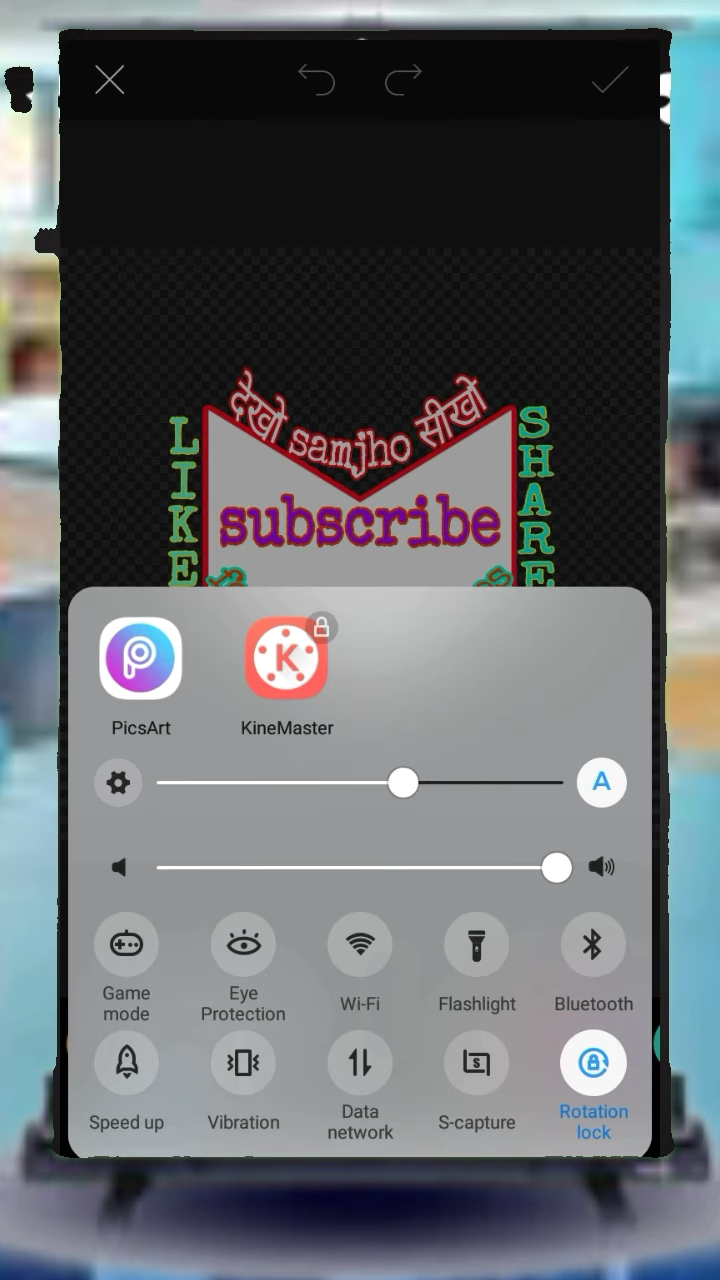 देखो samjho सीखो
LIKE
SHARE
subscribe
PicsArt
KineMaster
A
Game
mode
Eye
Protection
Wi-Fi
Flashlight
Bluetooth
Speed up
Vibration
Data
network
S-capture
Rotation
lock